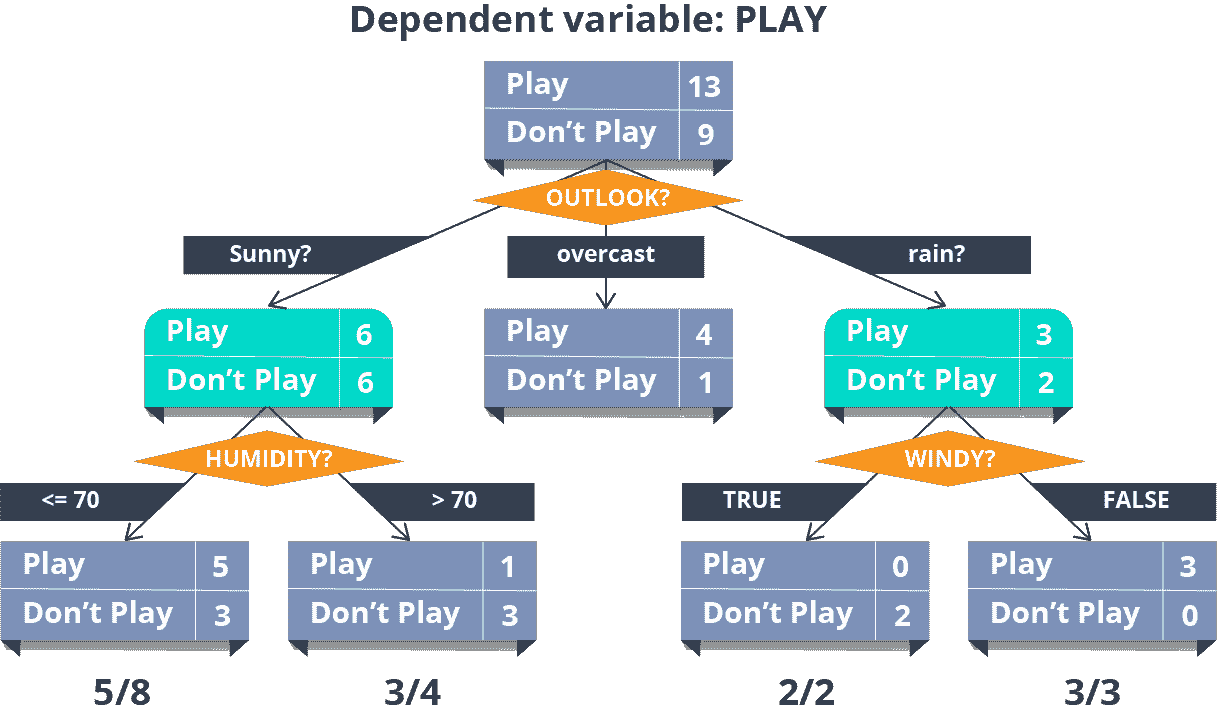 Dependent variable: PLAY
Play 13
Don't Play 9
OUTLOOK?
Sunny? overcast rain?
Play 6 Play 4 Play 3
Don't Play 6 Don't Play 1 Don't Play 2
HUMIDITY? WINDY?
<= 70 > 70 TRUE FALSE
Play 5 Play 1 Play 0 Play 3
Don't Play 3 Don't Play 3 Don't Play 2 Don't Play 0
5/8 3/4 2/2 3/3